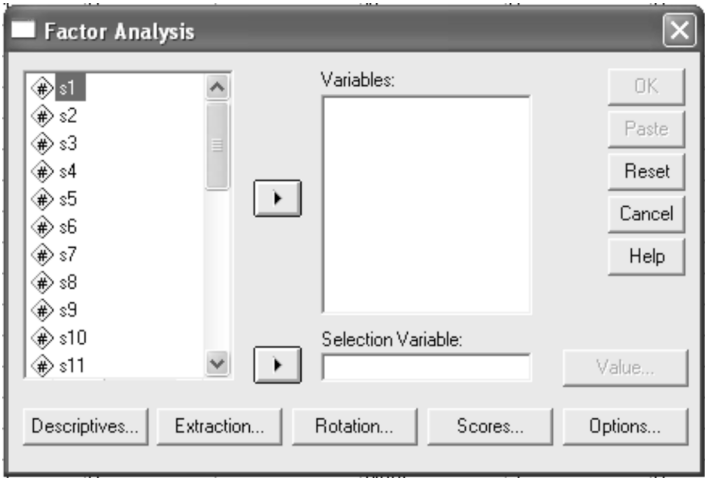 Factor Analysis
s1
s2
s3
s4
s5
s6
s7
s8
s9
s10
s11
Variables:
Selection Variable:
OK
Paste
Reset
Cancel
Help
Value...
Descriptives...
Extraction...
Rotation...
Scores...
Options...